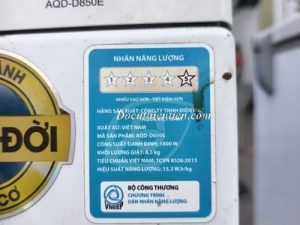 AQD-D850E
ÀNH
ĐỜI
CƠ
NHÃN NĂNG LƯỢNG
1 2 3 4 5
NHIỀU SAO HƠN - TIẾT KIỆM HƠN
HÃNG SẢN XUẤT: CÔNG TY TNHH ĐIỆN
XUẤT XỨ: VIỆT NAM
MÃ SẢN PHẨM: AQD-D850E
CÔNG SUẤT DANH ĐỊNH: 1800 W
KHỐI LƯỢNG GIẶT: 8,5 kg
TIÊU CHUẨN VIỆT NAM: TCVN 8526:2013
HIỆU SUẤT NĂNG LƯỢNG: 15,3 W.h/kg
VNEEP
BỘ CÔNG THƯƠNG
CHƯƠNG TRÌNH
DÁN NHÃN NĂNG LƯỢNG